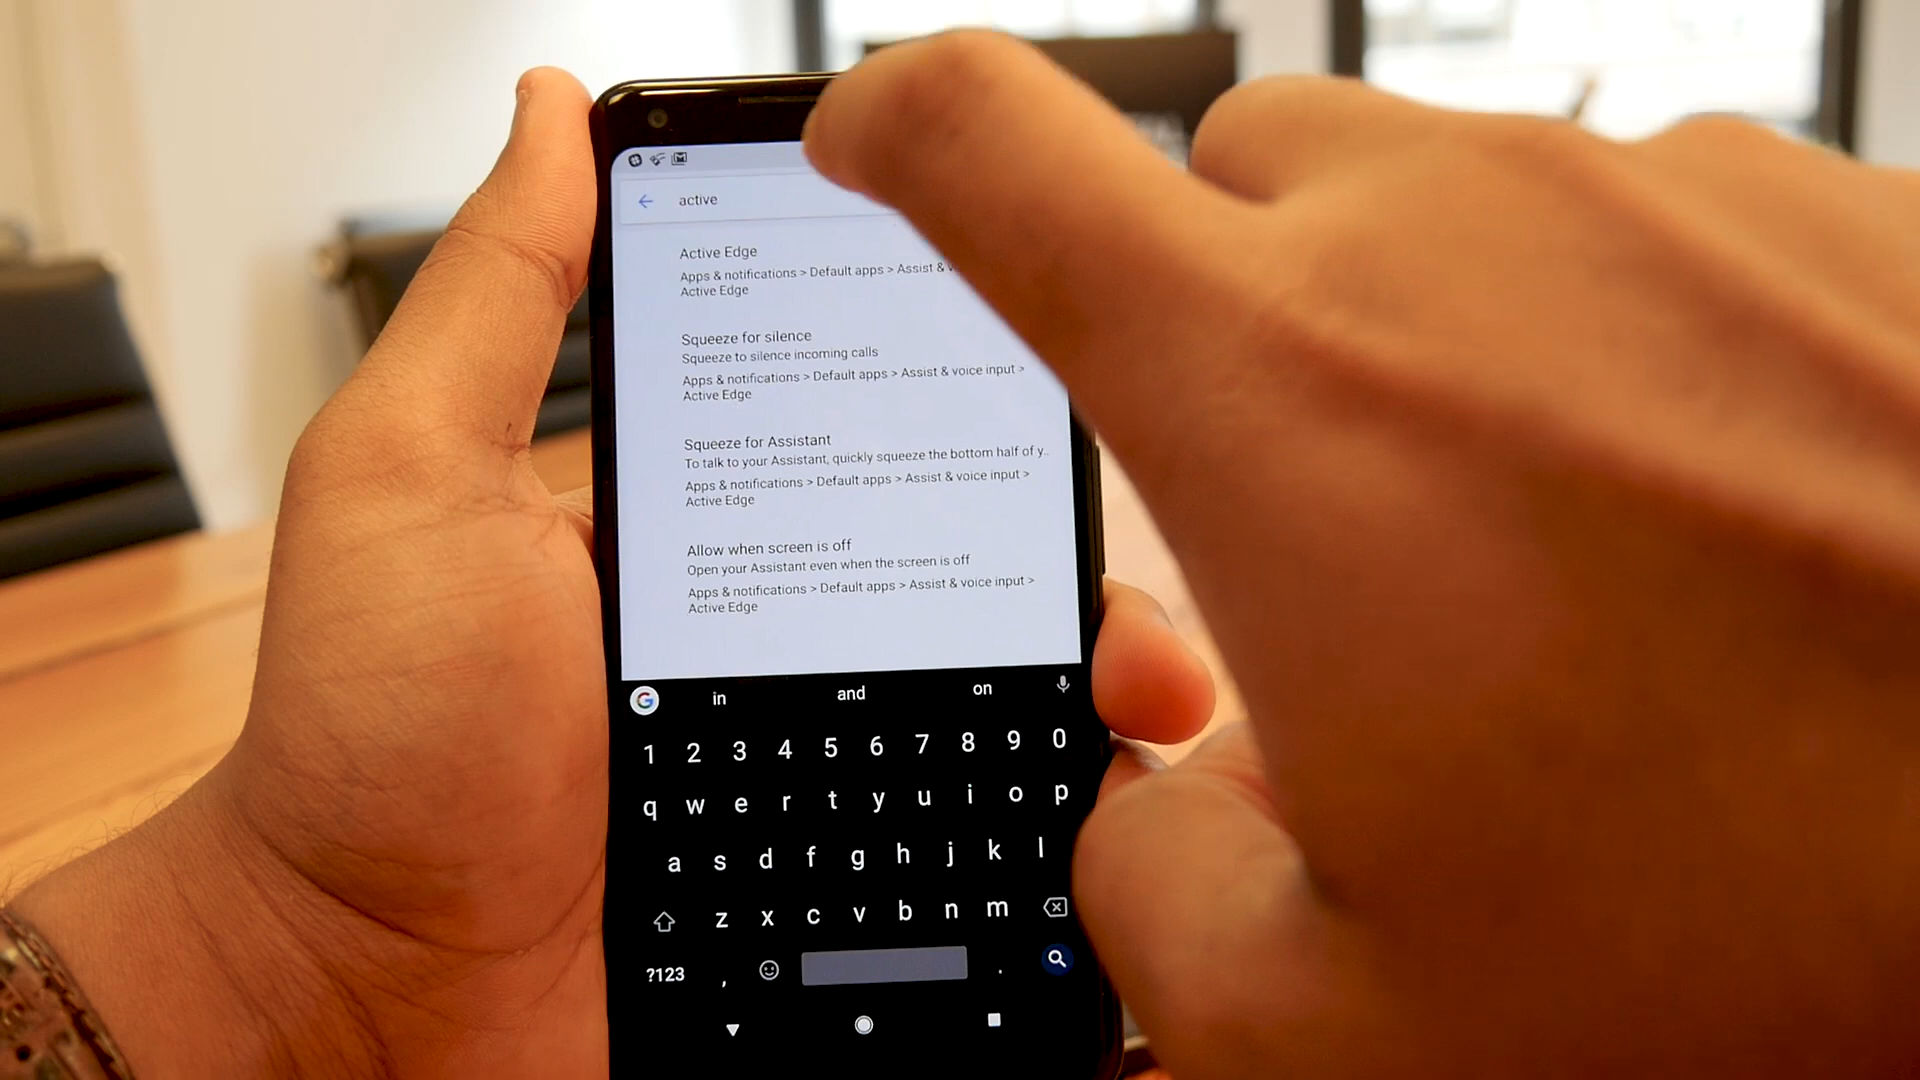 active
Active Edge
Apps & notifications > Default apps > Assist &
Active Edge
Squeeze for silence
Squeeze to silence incoming calls
Apps & notifications > Default apps > Assist & voice input >
Active Edge
Squeeze for Assistant
To talk to your Assistant, quickly squeeze the bottom half of y..
Apps & notifications > Default apps > Assist & voice input >
Active Edge
Allow when screen is off
Open your Assistant even when the screen is off
Apps & notifications > Default apps > Assist & voice input >
Active Edge
G in and on
1 2 3 4 5 6 7 8 9 0
q w e r t y u i o p
a s d f g h j k l
z x c v b n m
?123 , .